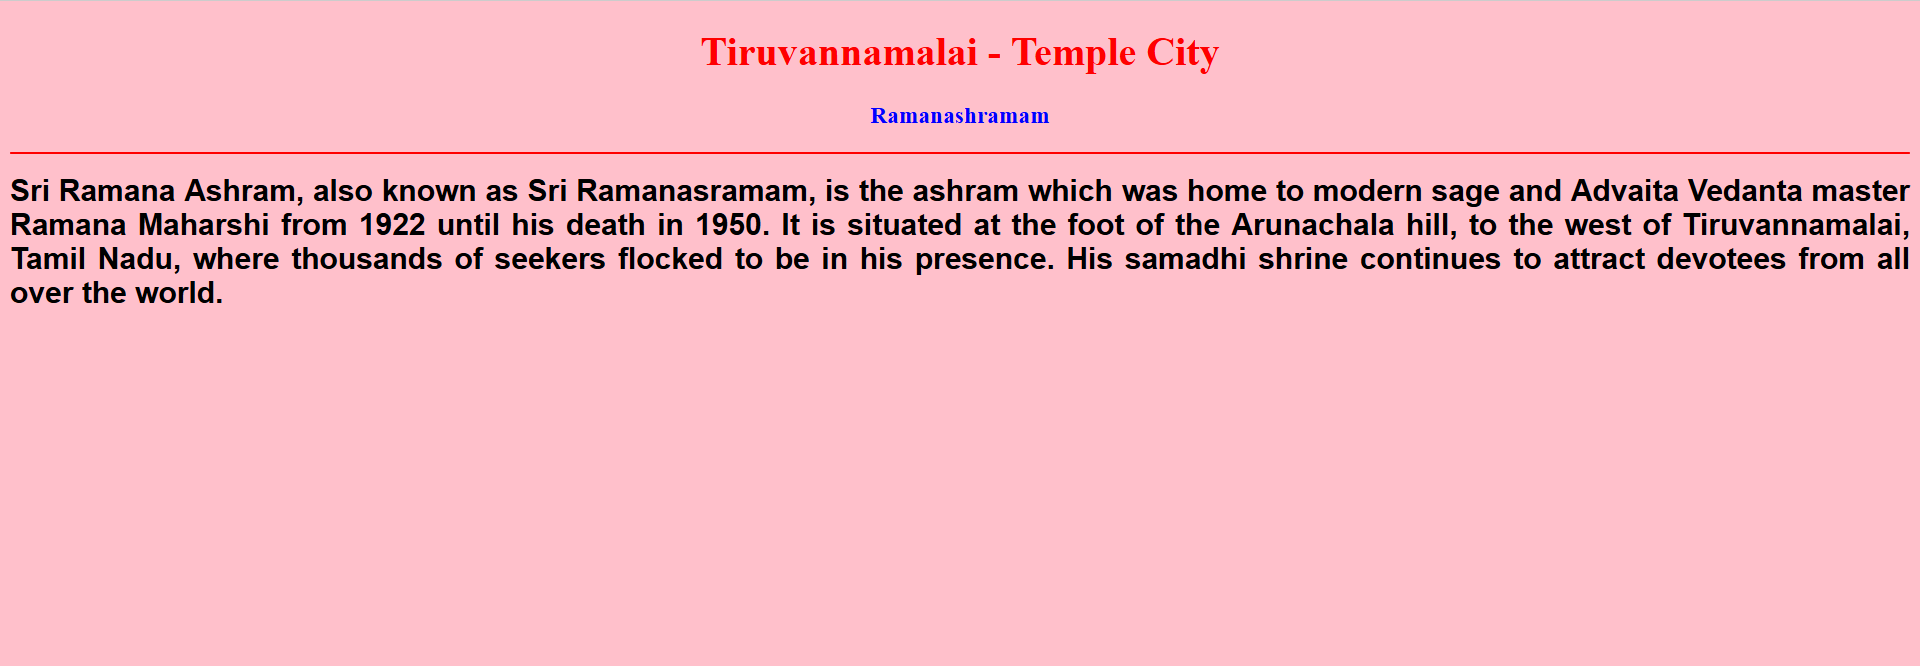 Tiruvannamalai - Temple City
Ramanashramam
Sri Ramana Ashram, also known as Sri Ramanasramam, is the ashram which was home to modern sage and Advaita Vedanta master
Ramana Maharshi from 1922 until his death in 1950. It is situated at the foot of the Arunachala hill, to the west of Tiruvannamalai,
Tamil Nadu, where thousands of seekers flocked to be in his presence. His samadhi shrine continues to attract devotees from all
over the world.